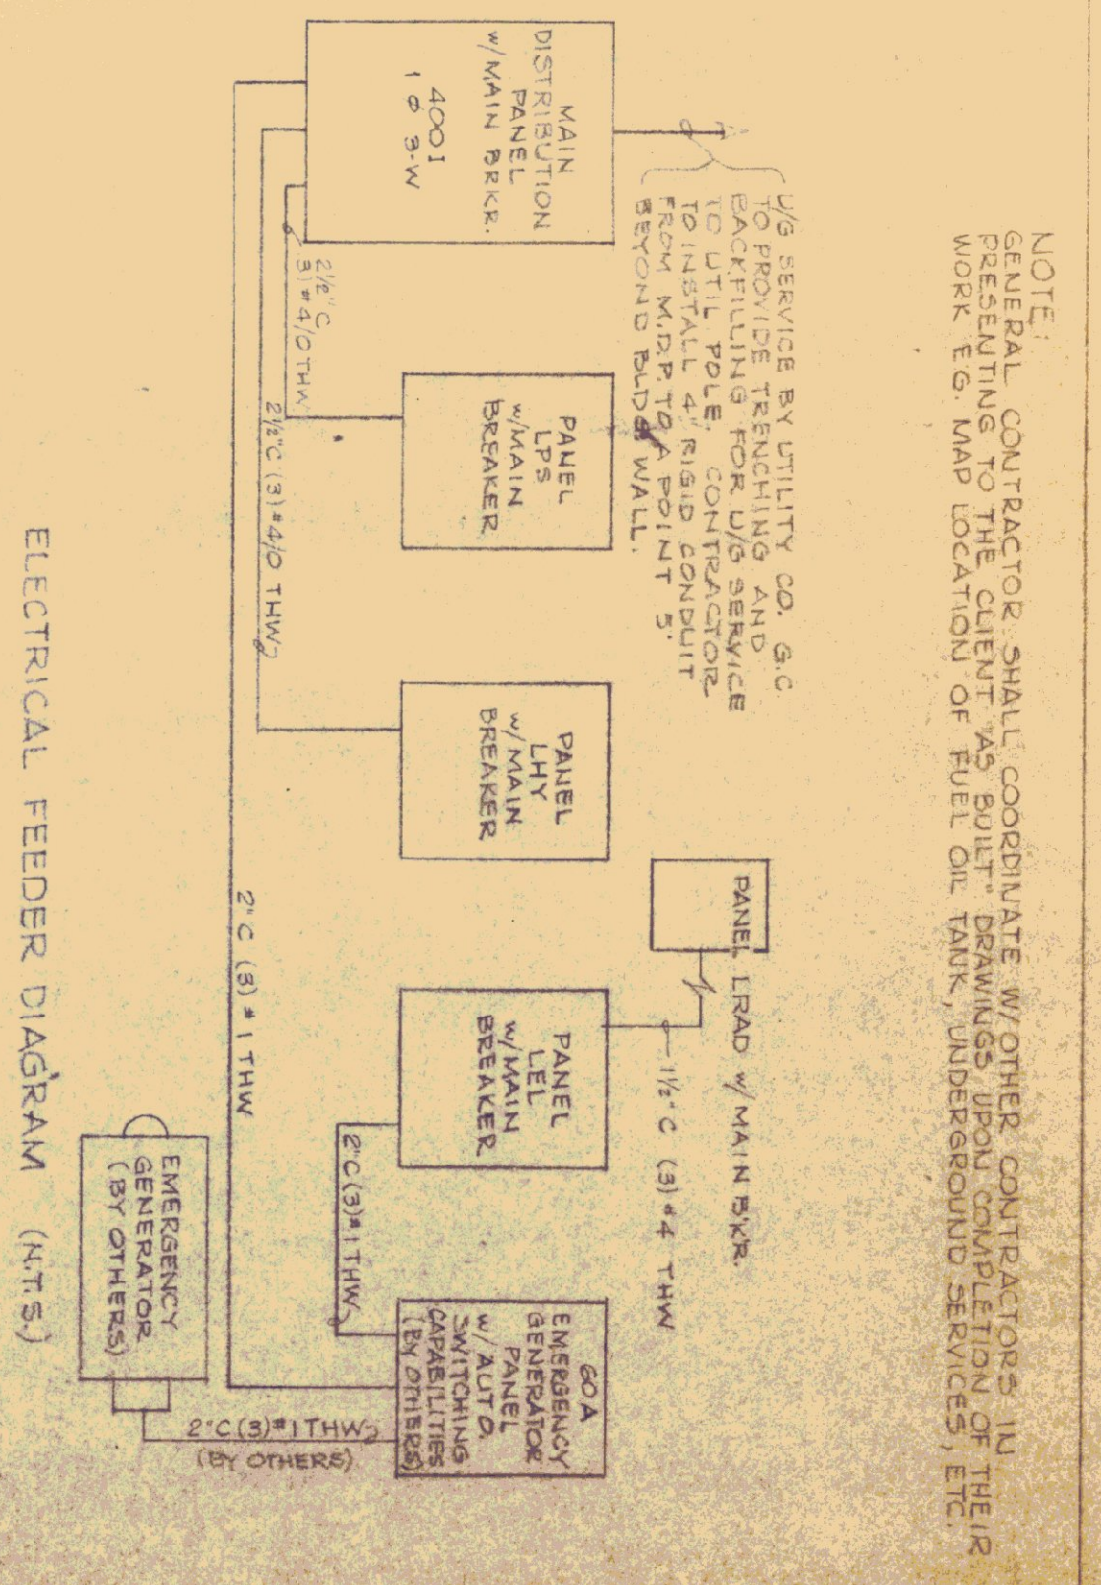 NOTE:
GENERAL CONTRACTOR SHALL COORDINATE W/OTHER CONTRACTORS IN
PRESENTING TO THE CLIENT "AS BUILT" DRAWINGS UPON COMPLETION OF THEIR
WORK EG. MAP LOCATION OF FUEL OIL TANK, UNDERGROUND SERVICES, ETC.
U/G SERVICE BY UTILITY CO. G.C
TO PROVIDE TRENCHING AND
BACKFILLING FOR U/G SERVICE
TO UTIL POLE. CONTRACTOR
TO INSTALL 4" RIGID CONDUIT
FROM M.D.P. TO A POINT 5'
BEYOND BLDG WALL.
MAIN
DISTRIBUTION
PANEL
w/MAIN BRKR.
400I
1 Ø 3-W
2½"C
3) #4/0 THW
PANEL
LPS
w/MAIN
BREAKER
2½"C (3) #4/0 THW
PANEL
LHY
w/ MAIN
BREAKER
PANEL LRAD w/ MAIN B'K'R.
1½"C (3) #4 THW
PANEL
LEL
w/MAIN
BREAKER
2"C (3) #1 THW
2"C(3)#1 THW
60A
EMERGENCY
GENERATOR
PANEL
w/AUTO.
SWITCHING
CAPABILITIES
(BY OTHERS)
EMERGENCY
GENERATOR
(BY OTHERS)
2"C(3)#1THW
(BY OTHERS)
ELECTRICAL FEEDER DIAGRAM (N.T.S.)